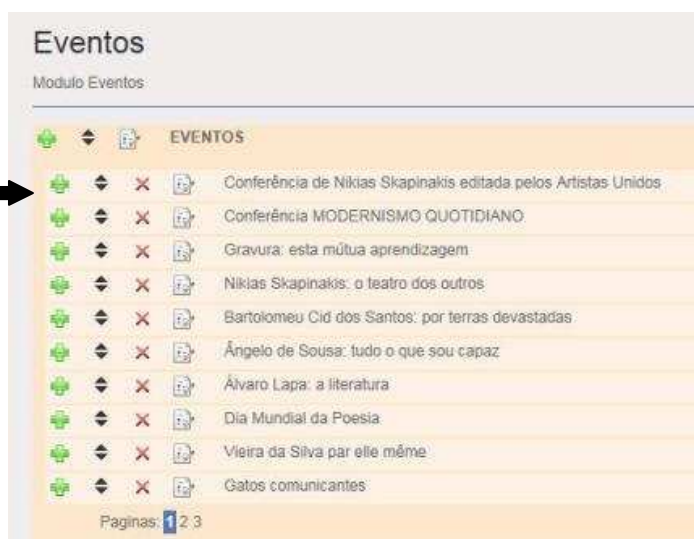 Eventos
Modulo Eventos
EVENTOS
Conferência de Nikias Skapinakis editada pelos Artistas Unidos
Conferência MODERNISMO QUOTIDIANO
Gravura: esta mútua aprendizagem
Nikias Skapinakis: o teatro dos outros
Bartolomeu Cid dos Santos: por terras devastadas
Ângelo de Sousa: tudo o que sou capaz
Álvaro Lapa: a literatura
Dia Mundial da Poesia
Vieira da Silva par elle même
Gatos comunicantes
Paginas: 1 2 3